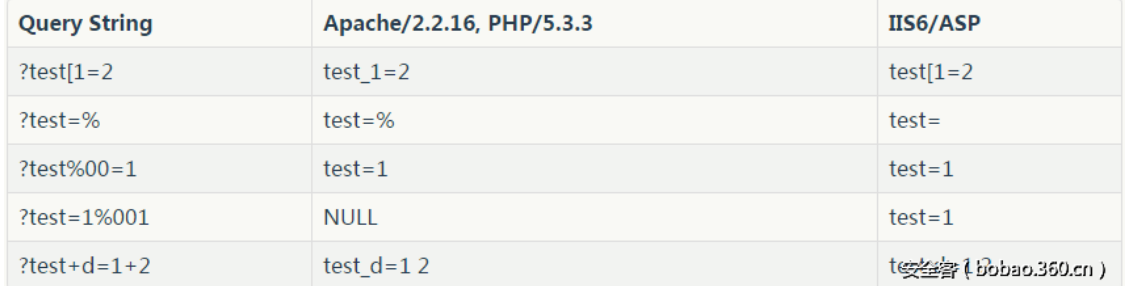 Query String Apache/2.2.16, PHP/5.3.3 IIS6/ASP
?test[1=2 test_1=2 test[1=2
?test=% test=% test=
?test%00=1 test=1 test=1
?test=1%001 NULL test=1
?test+d=1+2 test_d=1 2
安全客 ( bobao.360.cn )